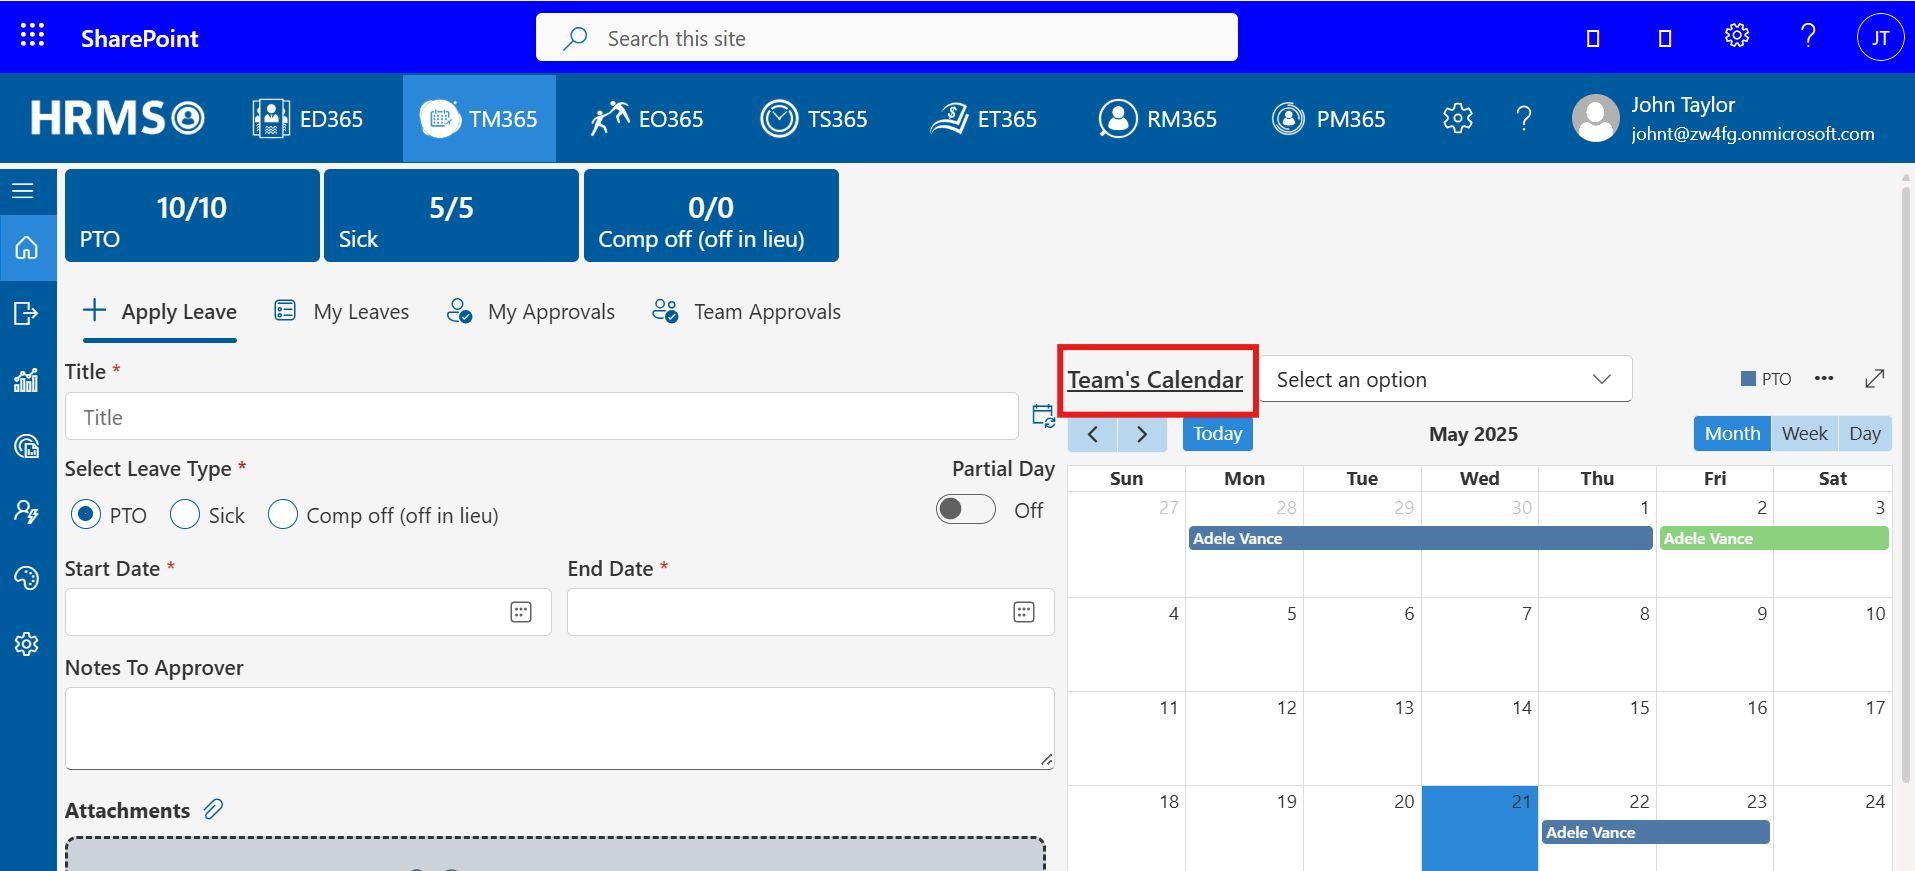 SharePoint
Search this site
JT
HRMS
ED365
TM365
EO365
TS365
ET365
RM365
PM365
John Taylor
johnt@zw4fg.onmicrosoft.com
10/10
PTO
5/5
Sick
0/0
Comp off (off in lieu)
Apply Leave
My Leaves
My Approvals
Team Approvals
Title *
Title
Select Leave Type *
Partial Day
PTO
Sick
Comp off (off in lieu)
Off
Start Date *
End Date *
Notes To Approver
Attachments
Team's Calendar
Select an option
PTO
Today
May 2025
Month Week Day
Sun Mon Tue Wed Thu Fri Sat
27 28 29 30 1 2 3
Adele Vance
Adele Vance
4 5 6 7 8 9 10
11 12 13 14 15 16 17
18 19 20 21 22 23 24
Adele Vance